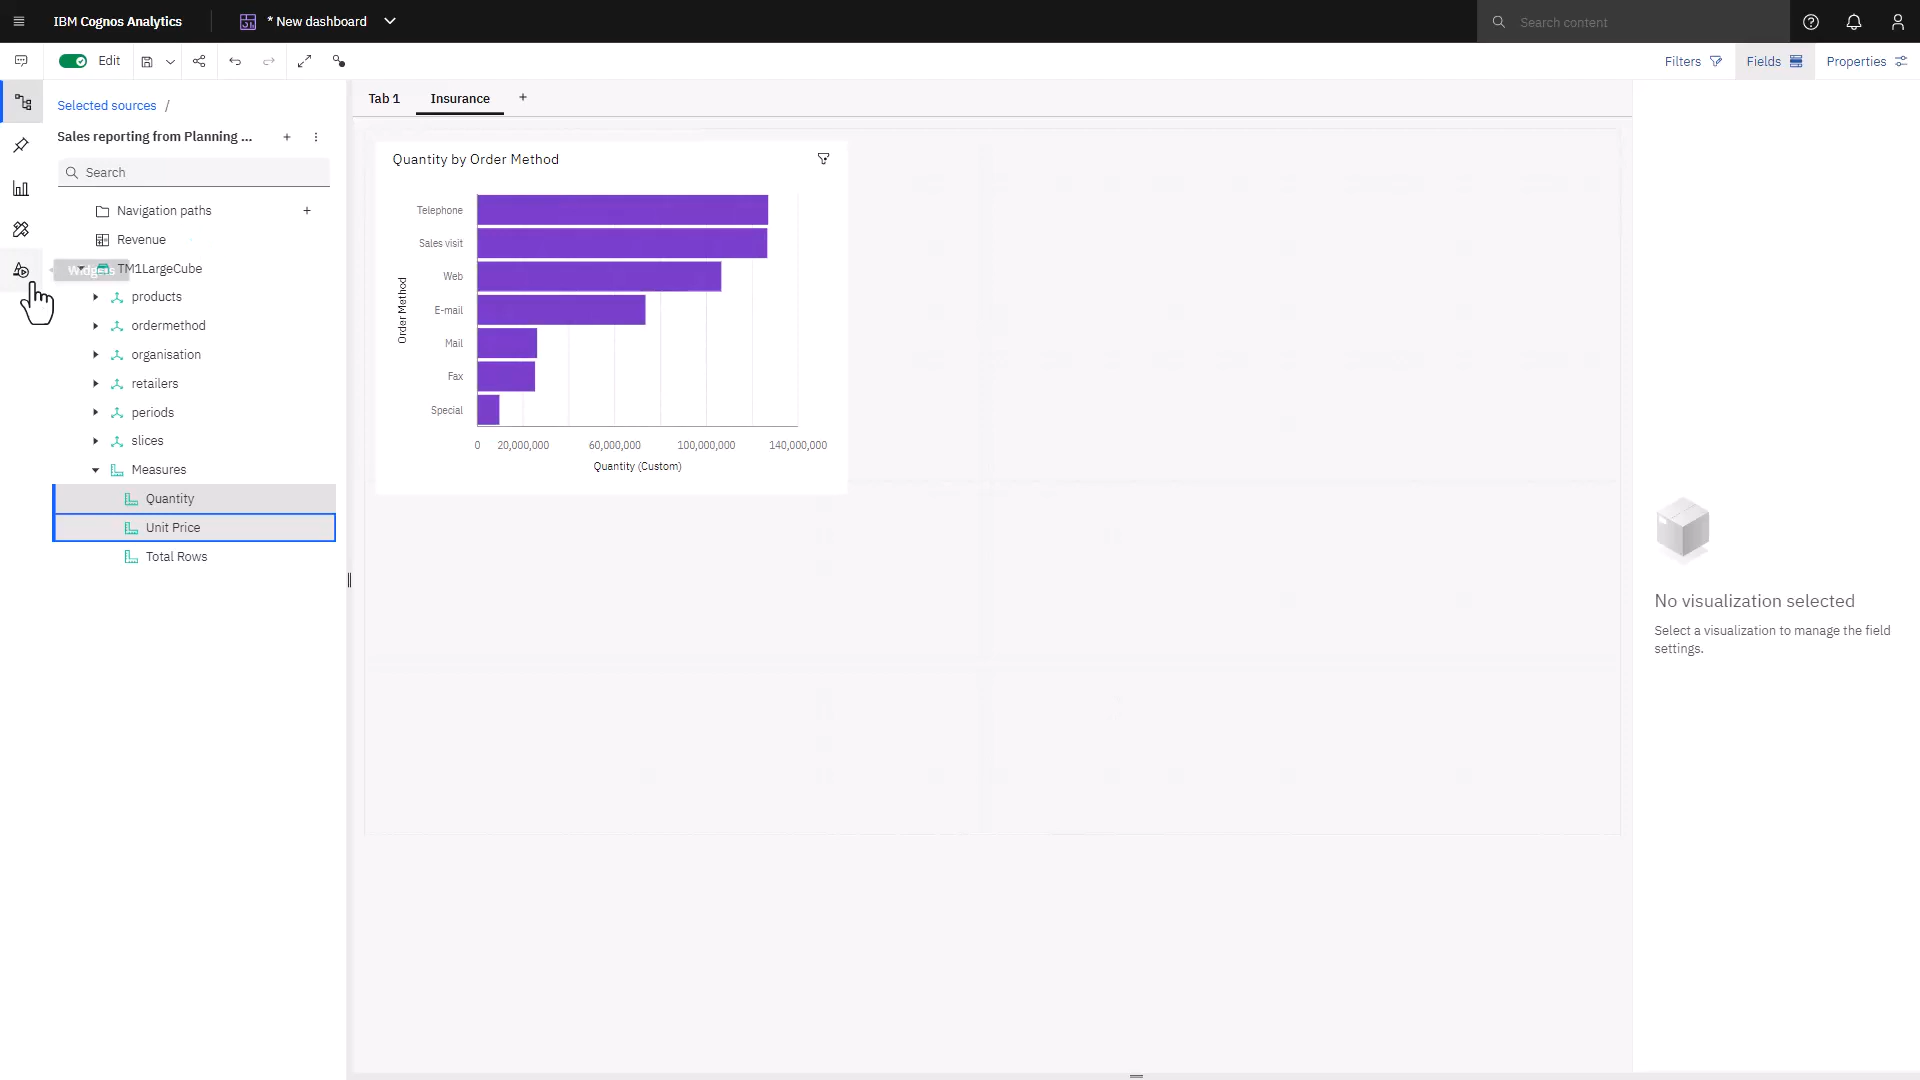 IBM Cognos Analytics
* New dashboard
Search content
Edit
Filters
Fields
Properties
Selected sources /
Sales reporting from Planning ...
Search
Navigation paths
Revenue
Widgets
TM1LargeCube
products
ordermethod
organisation
retailers
periods
slices
Measures
Quantity
Unit Price
Total Rows
Tab 1
Insurance
Quantity by Order Method
Order Method
Telephone
Sales visit
Web
E-mail
Mail
Fax
Special
0 20,000,000 60,000,000 100,000,000 140,000,000
Quantity (Custom)
No visualization selected
Select a visualization to manage the field
settings.